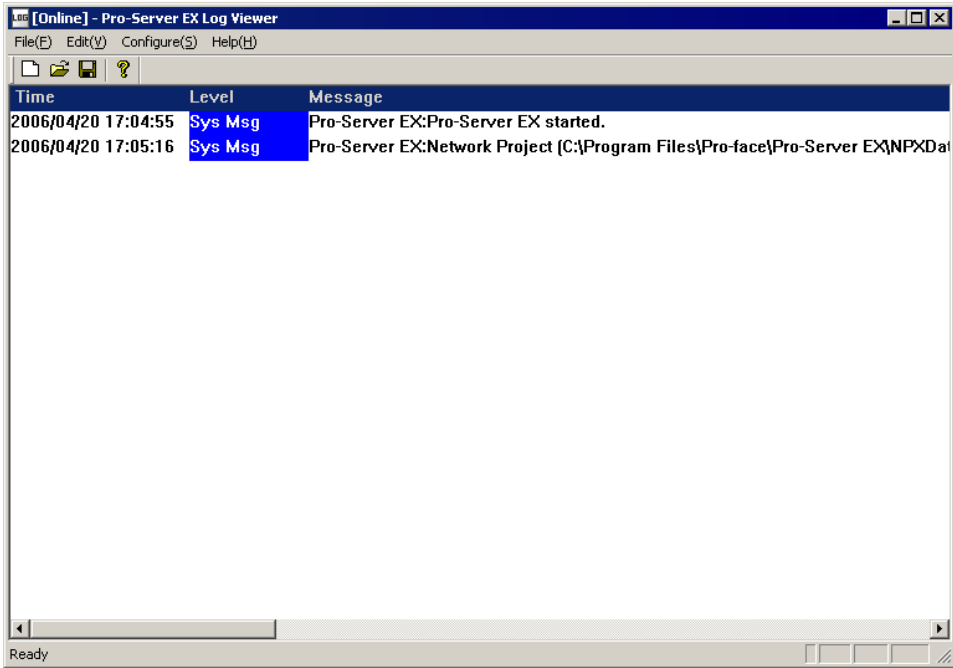 LOG [Online] - Pro-Server EX Log Viewer
File(F) Edit(V) Configure(S) Help(H)
Time Level Message
2006/04/20 17:04:55 Sys Msg Pro-Server EX:Pro-Server EX started.
2006/04/20 17:05:16 Sys Msg Pro-Server EX:Network Project (C:\Program Files\Pro-face\Pro-Server EX\NPXDat
Ready